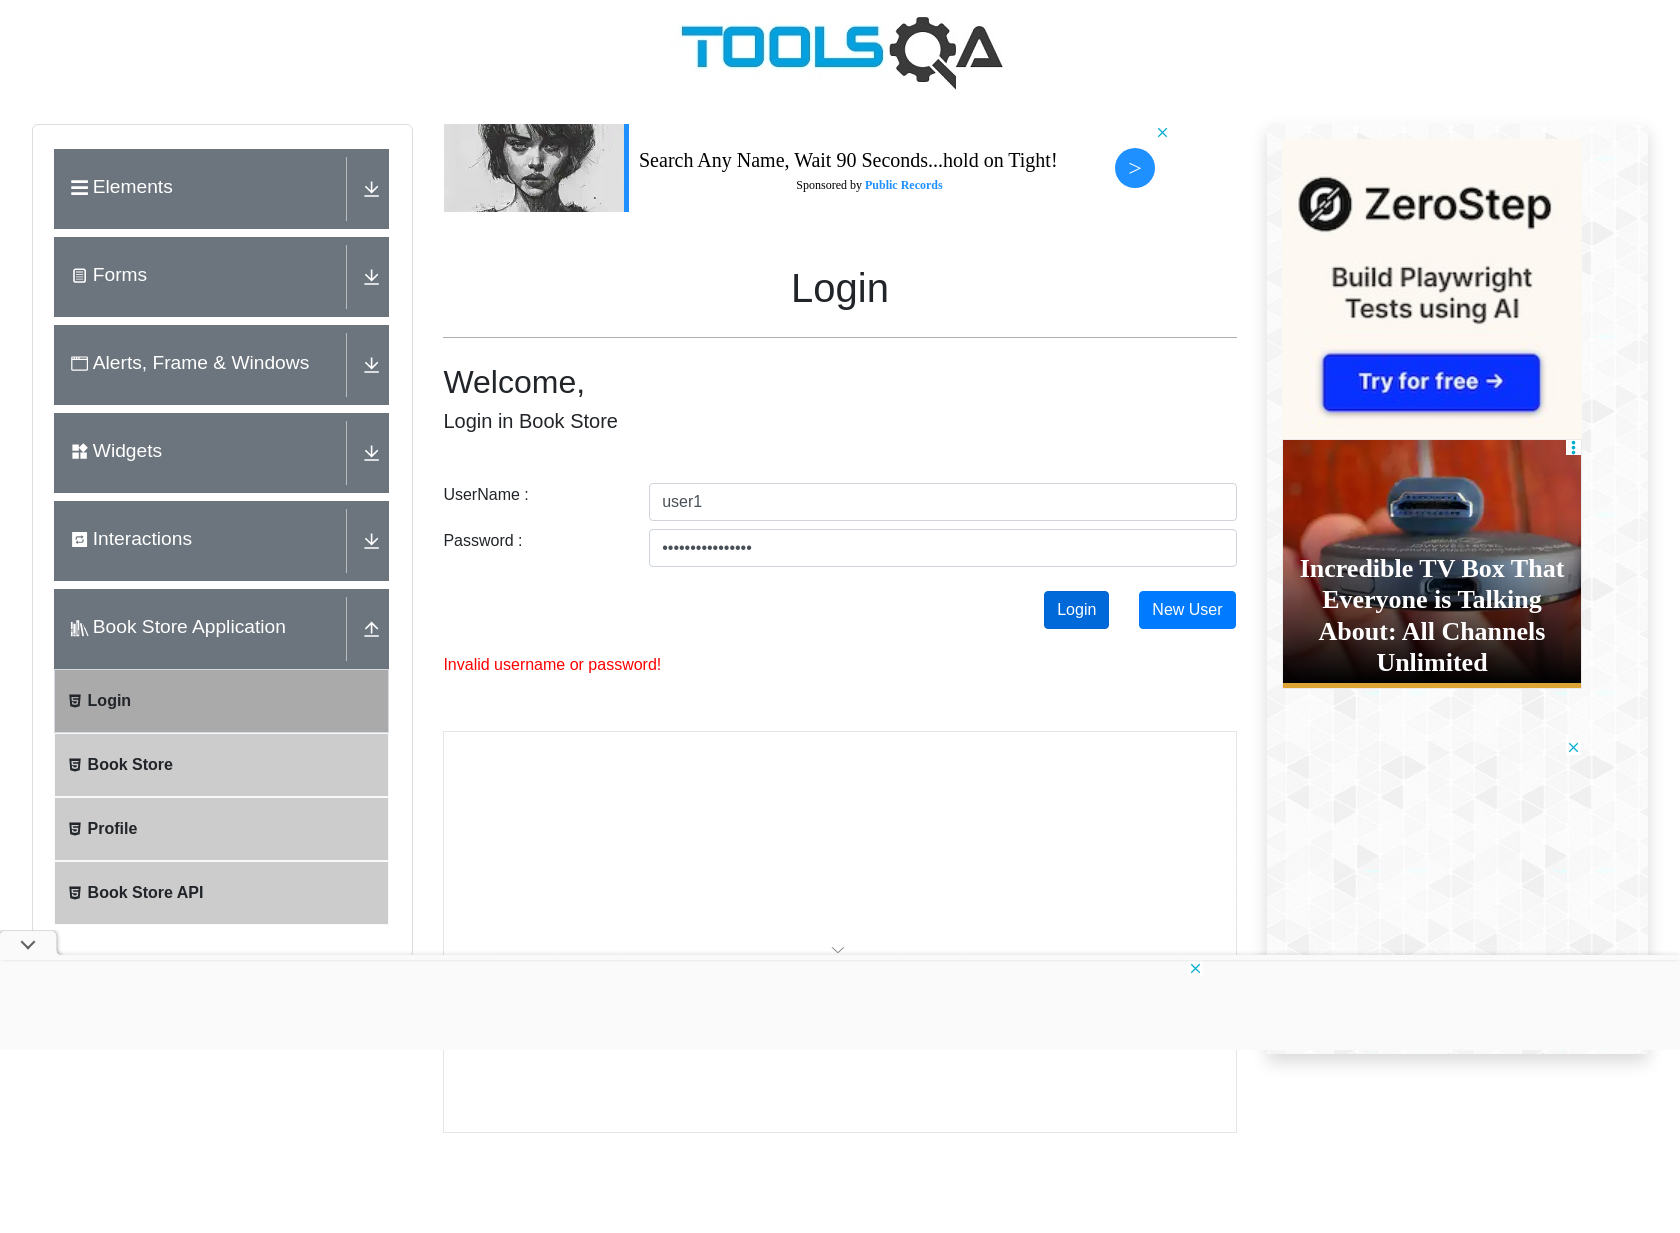 TOOLSQA
Elements
Forms
Alerts, Frame & Windows
Widgets
Interactions
Book Store Application
Login
Book Store
Profile
Book Store API
Search Any Name, Wait 90 Seconds...hold on Tight!
Sponsored by Public Records
>
Login
Welcome,
Login in Book Store
UserName :
user1
Password :
••••••••••••••••
Login
New User
Invalid username or password!
ZeroStep
Build Playwright
Tests using AI
Try for free →
Incredible TV Box That
Everyone is Talking
About: All Channels
Unlimited